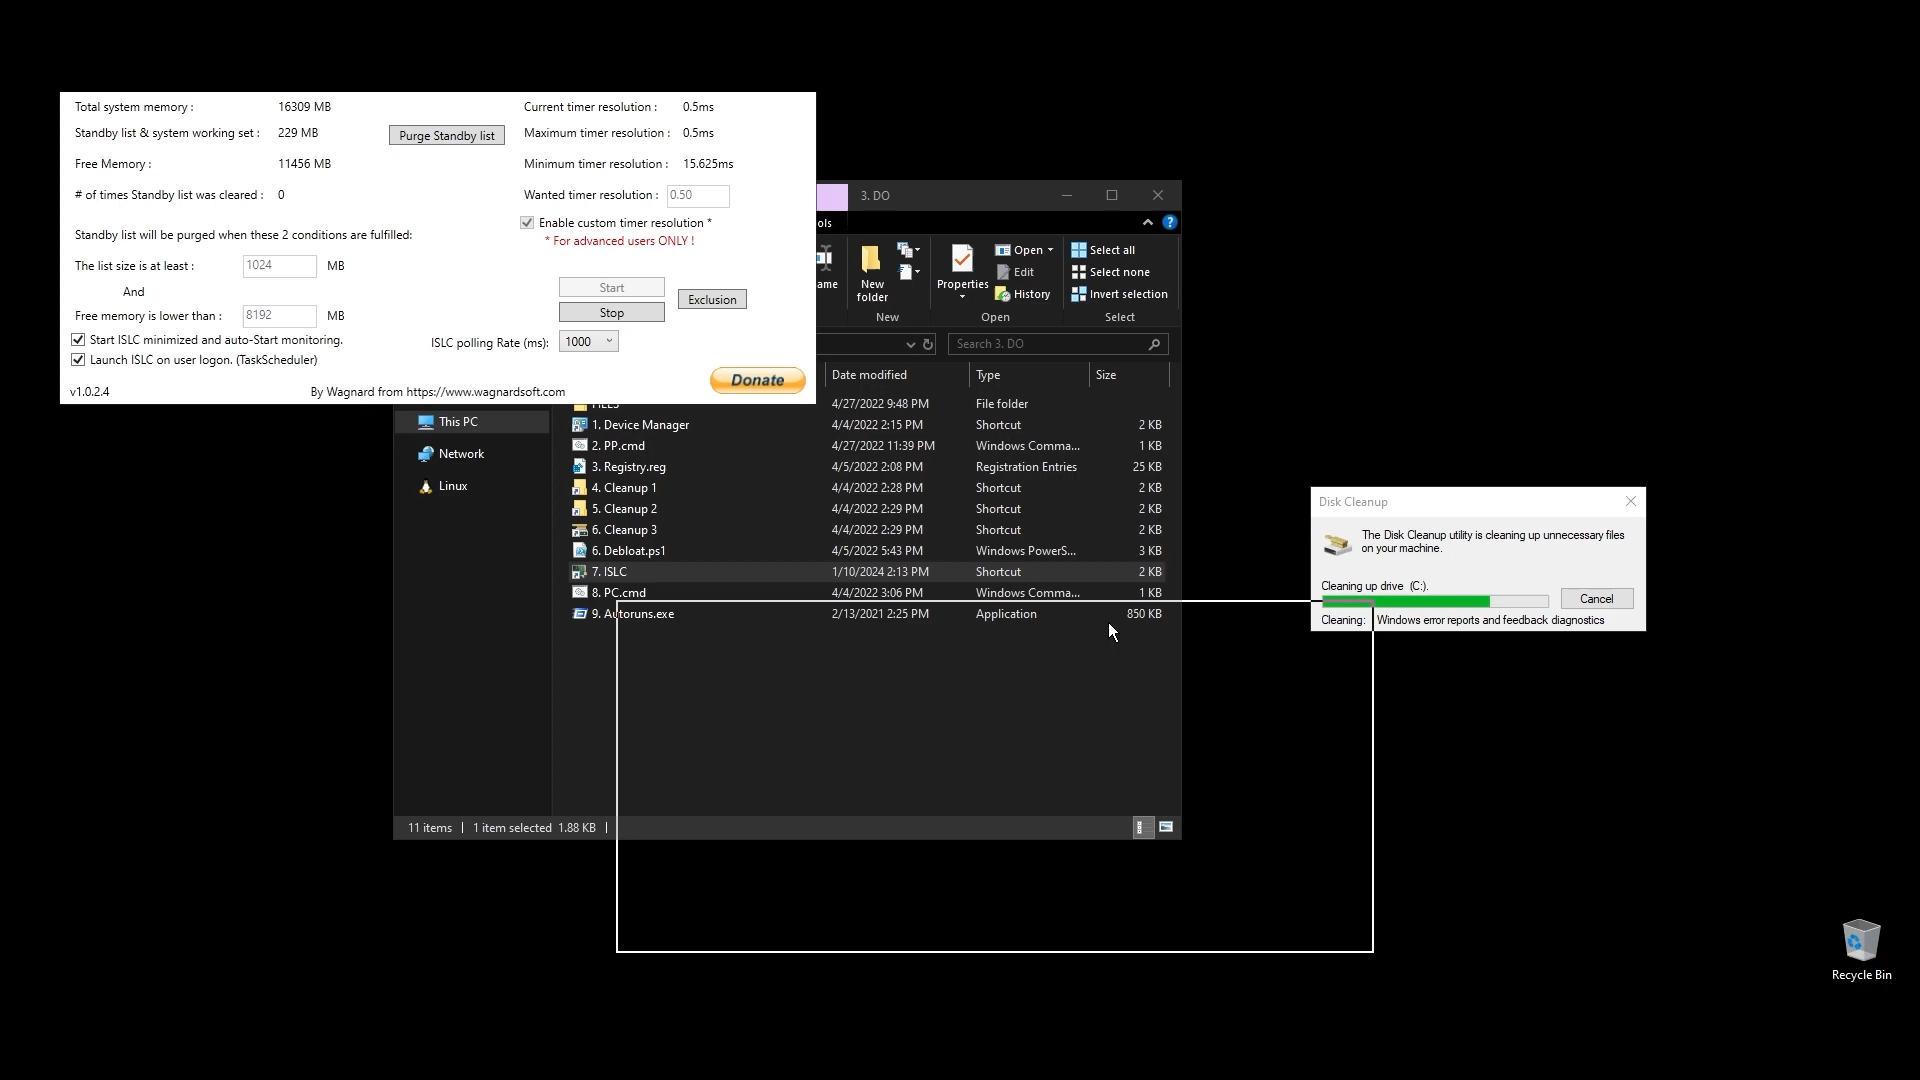 Total system memory : 16309 MB
Standby list & system working set : 229 MB
Purge Standby list
Free Memory : 11456 MB
# of times Standby list was cleared : 0
Standby list will be purged when these 2 conditions are fulfilled:
The list size is at least : 1024 MB
And
Free memory is lower than : 8192 MB
Start ISLC minimized and auto-Start monitoring.
Launch ISLC on user logon. (TaskScheduler)
v1.0.2.4
By Wagnard from https://www.wagnardsoft.com
Current timer resolution : 0.5ms
Maximum timer resolution : 0.5ms
Minimum timer resolution : 15.625ms
Wanted timer resolution : 0.50
Enable custom timer resolution *
* For advanced users ONLY !
Start
Stop
Exclusion
ISLC polling Rate (ms): 1000
Donate
3. DO
ols
?
ame
New
folder
New
Properties
Open
Edit
History
Open
Select all
Select none
Invert selection
Select
Search 3. DO
Date modified Type Size
4/27/2022 9:48 PM File folder
1. Device Manager 4/4/2022 2:15 PM Shortcut 2 KB
2. PP.cmd 4/27/2022 11:39 PM Windows Comma... 1 KB
3. Registry.reg 4/5/2022 2:08 PM Registration Entries 25 KB
4. Cleanup 1 4/4/2022 2:28 PM Shortcut 2 KB
5. Cleanup 2 4/4/2022 2:29 PM Shortcut 2 KB
6. Cleanup 3 4/4/2022 2:29 PM Shortcut 2 KB
6. Debloat.ps1 4/5/2022 5:43 PM Windows PowerS... 3 KB
7. ISLC 1/10/2024 2:13 PM Shortcut 2 KB
8. PC.cmd 4/4/2022 3:06 PM Windows Comma... 1 KB
9. Autoruns.exe 2/13/2021 2:25 PM Application 850 KB
This PC
Network
Linux
11 items 1 item selected 1.88 KB
Disk Cleanup
The Disk Cleanup utility is cleaning up unnecessary files
on your machine.
Cleaning up drive (C:).
Cancel
Cleaning: Windows error reports and feedback diagnostics
Recycle Bin